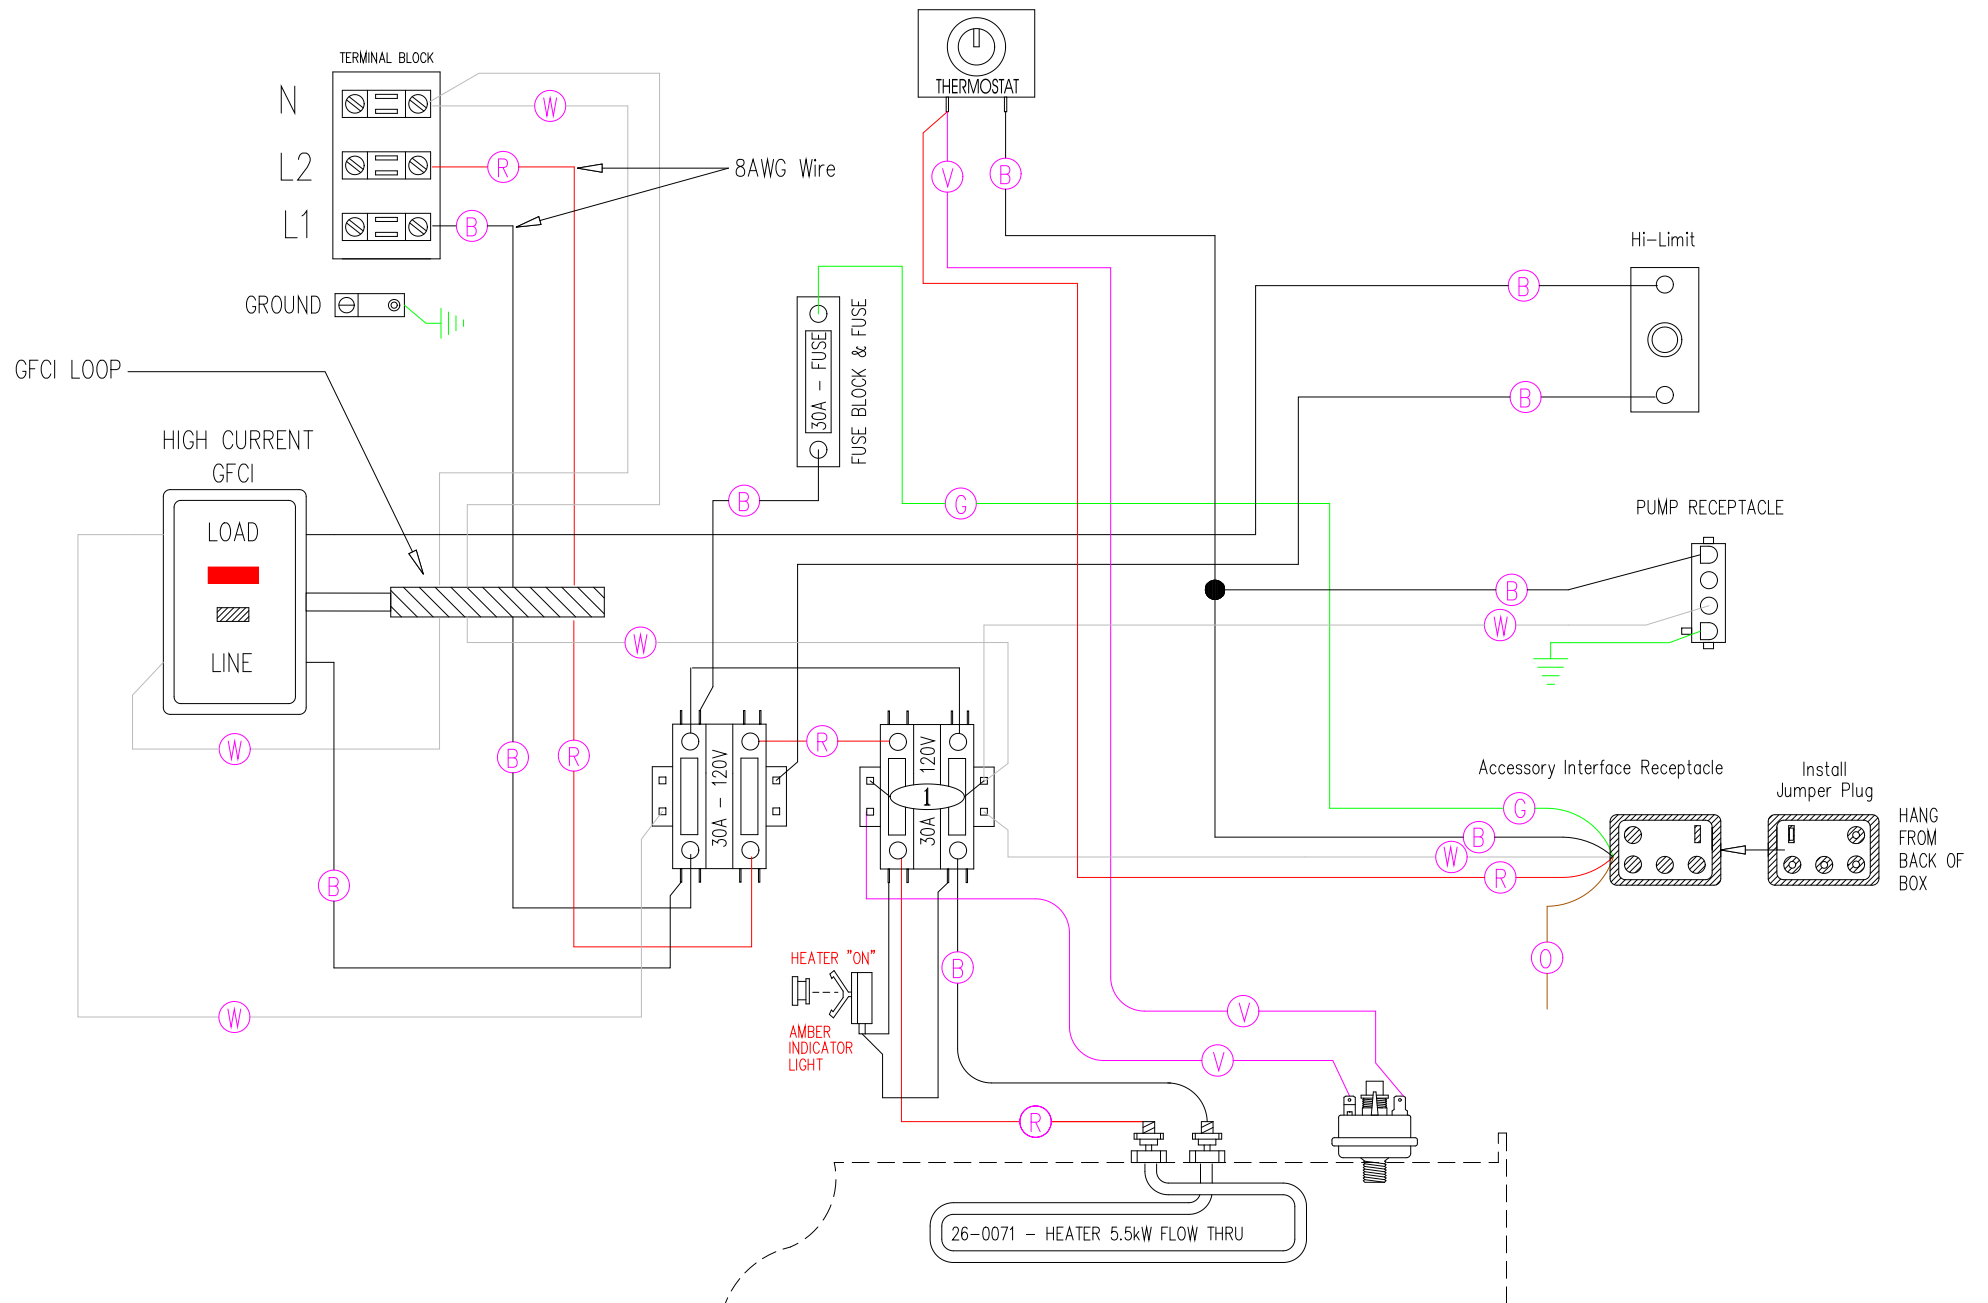 TERMINAL BLOCK
N
L2
L1
W
R
B
8AWG Wire
GROUND
THERMOSTAT
V
B
Hi-Limit
B
B
GFCI LOOP
30A - FUSE
FUSE BLOCK & FUSE
HIGH CURRENT
GFCI
LOAD
LINE
B
G
PUMP RECEPTACLE
B
W
W
W
B
R
R
30A - 120V
30A 120V
1
Accessory Interface Receptacle
Install
Jumper Plug
HANG
FROM
BACK OF
BOX
G
B
W
R
O
B
W
HEATER "ON"
AMBER
INDICATOR
LIGHT
B
V
V
R
26-0071 - HEATER 5.5kW FLOW THRU